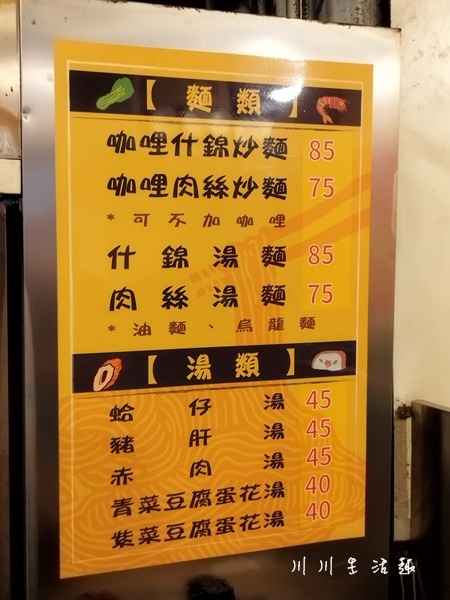 【 麵 類 】
咖哩什錦炒麵 85
咖哩肉絲炒麵 75
*可不加咖哩
什錦湯麵 85
肉絲湯麵 75
*油麵、烏龍麵
【 湯 類 】
蛤仔湯 45
豬肝湯 45
赤肉湯 45
青菜豆腐蛋花湯 40
紫菜豆腐蛋花湯 40
川川生活趣